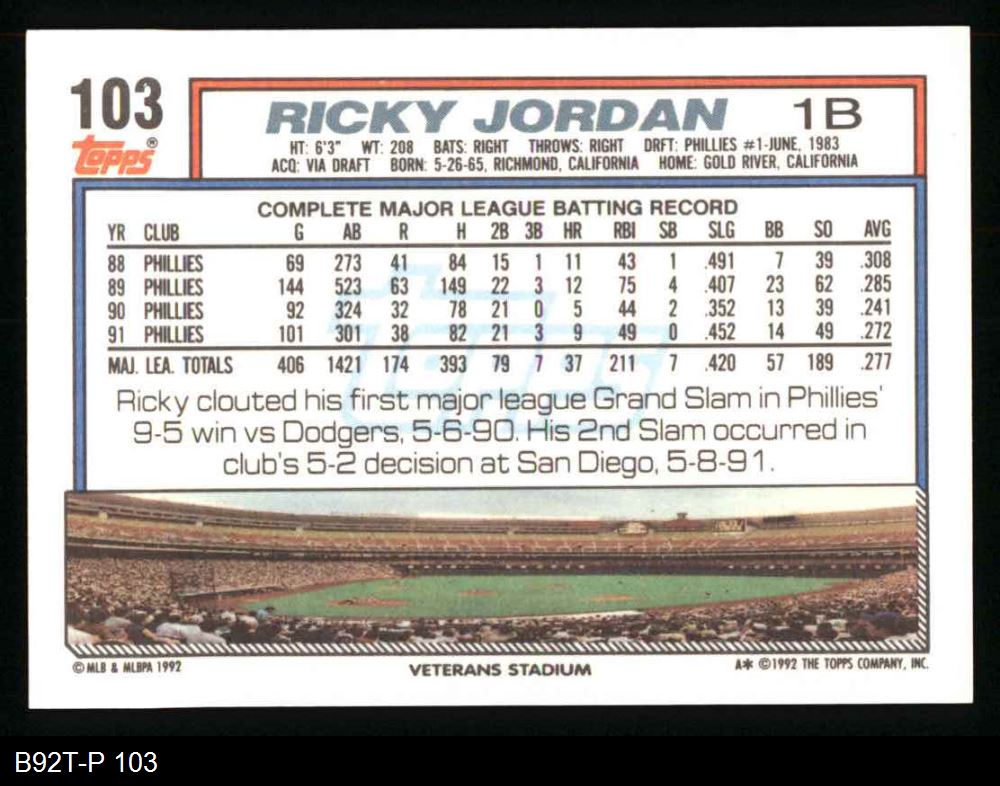 103
topps®
RICKY JORDAN 1B
HT: 6'3" WT: 208 BATS: RIGHT THROWS: RIGHT DRFT: PHILLIES #1-JUNE, 1983
ACQ: VIA DRAFT BORN: 5-26-65, RICHMOND, CALIFORNIA HOME: GOLD RIVER, CALIFORNIA
COMPLETE MAJOR LEAGUE BATTING RECORD
YR CLUB G AB R H 2B 3B HR RBI SB SLG BB SO AVG
88 PHILLIES 69 273 41 84 15 1 11 43 1 .491 7 39 .308
89 PHILLIES 144 523 63 149 22 3 12 75 4 .407 23 62 .285
90 PHILLIES 92 324 32 78 21 0 5 44 2 .352 13 39 .241
91 PHILLIES 101 301 38 82 21 3 9 49 0 .452 14 49 .272
MAJ. LEA. TOTALS 406 1421 174 393 79 7 37 211 7 .420 57 189 .277
topps
Ricky clouted his first major league Grand Slam in Phillies'
9-5 win vs Dodgers, 5-6-90. His 2nd Slam occurred in
club's 5-2 decision at San Diego, 5-8-91.
© MLB & MLBPA 1992 VETERANS STADIUM A* © 1992 THE TOPPS COMPANY, INC.
B92T-P 103